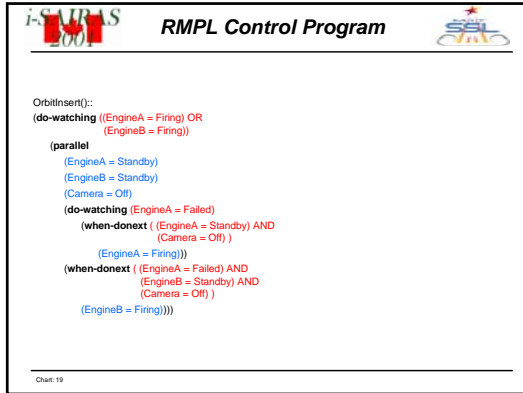 i-SAIRAS
2001
RMPL Control Program
SSL
OrbitInsert()::
(do-watching ((EngineA = Firing) OR
(EngineB = Firing))
(parallel
(EngineA = Standby)
(EngineB = Standby)
(Camera = Off)
(do-watching (EngineA = Failed)
(when-donext ( (EngineA = Standby) AND
(Camera = Off) )
(EngineA = Firing)))
(when-donext ( (EngineA = Failed) AND
(EngineB = Standby) AND
(Camera = Off) )
(EngineB = Firing))))
Chart: 19